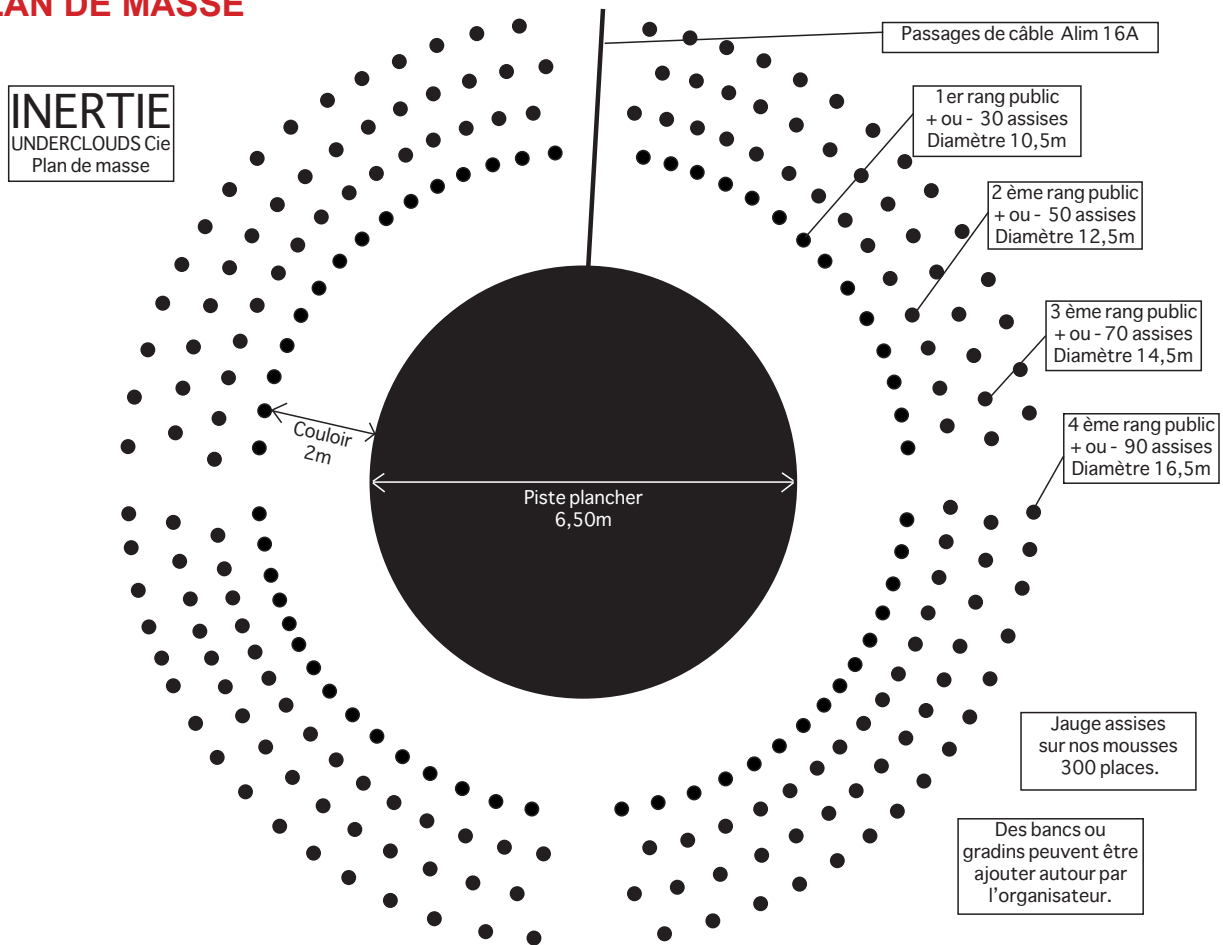 LAN DE MASSE
INERTIE
UNDERCLOUDS Cie
Plan de masse
Passages de câble Alim 16A
1er rang public
+ ou - 30 assises
Diamètre 10,5m
2 ème rang public
+ ou - 50 assises
Diamètre 12,5m
3 ème rang public
+ ou - 70 assises
Diamètre 14,5m
4 ème rang public
+ ou - 90 assises
Diamètre 16,5m
Couloir
2m
Piste plancher
6,50m
Jauge assises
sur nos mousses
300 places.
Des bancs ou
gradins peuvent être
ajouter autour par
l'organisateur.